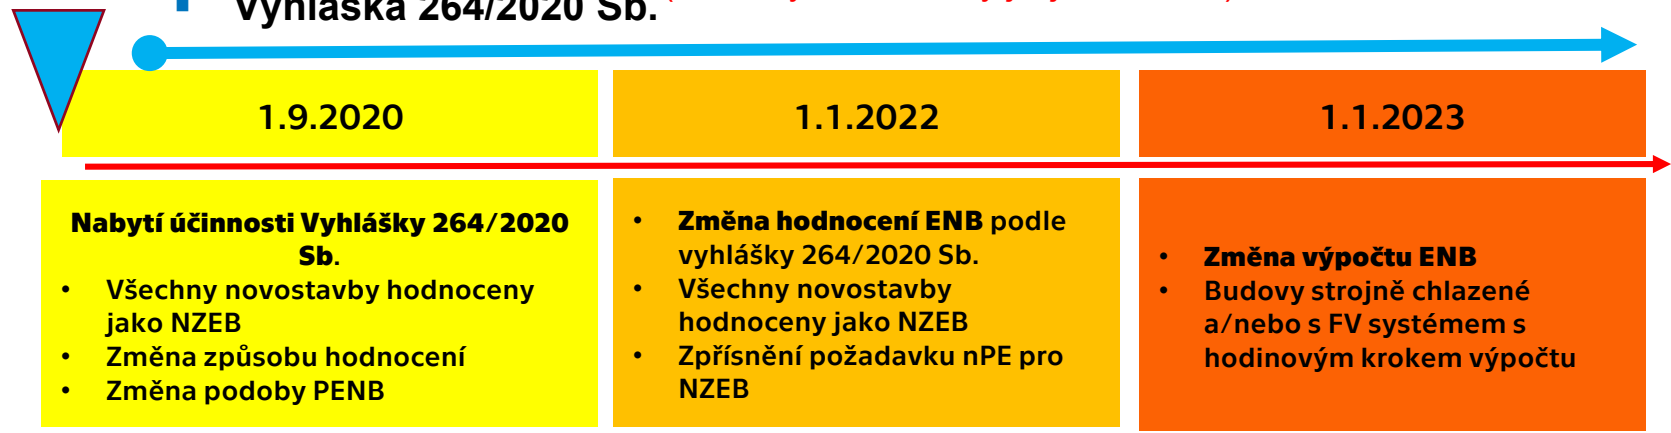 Vyhláška 264/2020 Sb.
1.9.2020
1.1.2022
1.1.2023
Nabytí účinnosti Vyhlášky 264/2020
Sb.
• Všechny novostavby hodnoceny
jako NZEB
• Změna způsobu hodnocení
• Změna podoby PENB
• Změna hodnocení ENB podle
vyhlášky 264/2020 Sb.
• Všechny novostavby
hodnoceny jako NZEB
• Zpřísnění požadavku nPE pro
NZEB
• Změna výpočtu ENB
• Budovy strojně chlazené
a/nebo s FV systémem s
hodinovým krokem výpočtu